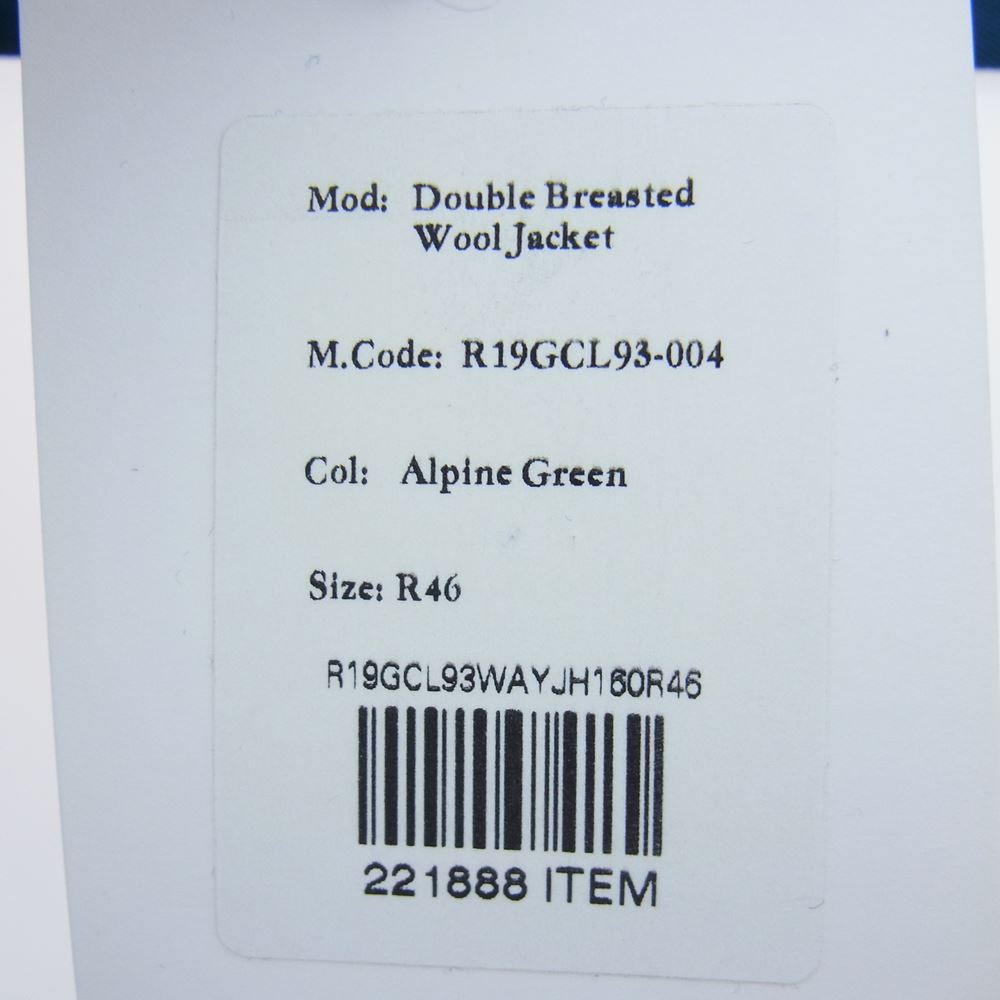 Mod: Double Breasted
Wool Jacket
M.Code: R19GCL93-004
Col: Alpine Green
Size: R46
R19GCL93WAYJH160R46
221888 ITEM